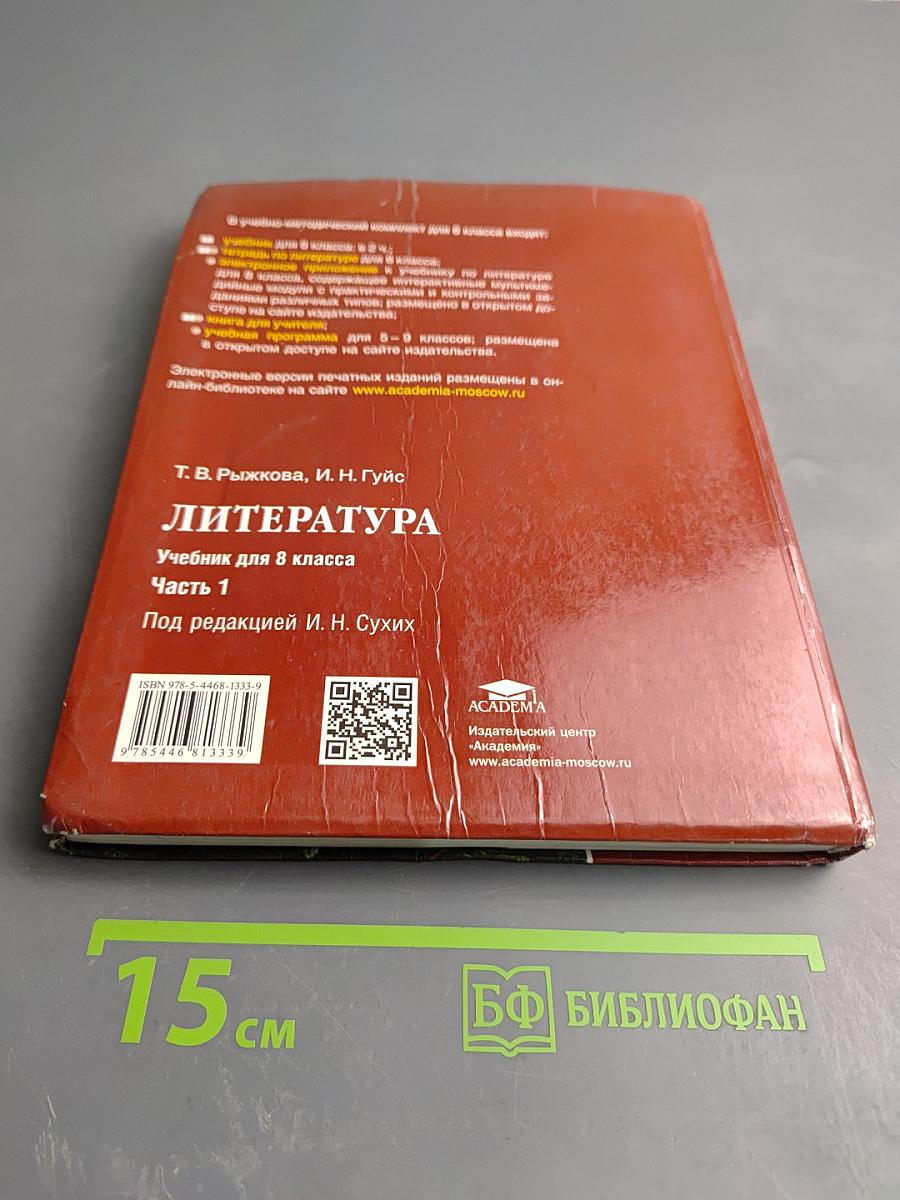 В учебно-методический комплект для 8 класса входят:
учебник для 8 класса: в 2 ч.;
тетрадь по литературе для 8 класса;
электронное приложение к учебнику по литературе
для 8 класса, содержащее интерактивные мультиме-
дийные модули с практическими и контрольными за-
даниями различных типов; размещено в открытом до-
ступе на сайте издательства;
книга для учителя;
учебная программа для 5–9 классов; размещена
в открытом доступе на сайте издательства.
Электронные версии печатных изданий размещены в он-
лайн-библиотеке на сайте www.academia-moscow.ru
Т. В. Рыжкова, И. Н. Гуйс
ЛИТЕРАТУРА
Учебник для 8 класса
Часть 1
Под редакцией И. Н. Сухих
ISBN 978-5-4468-1333-9
9 785446 813339
ACADEMA
Издательский центр
«Академия»
www.academia-moscow.ru
15 см
БФ БИБЛИОФАН